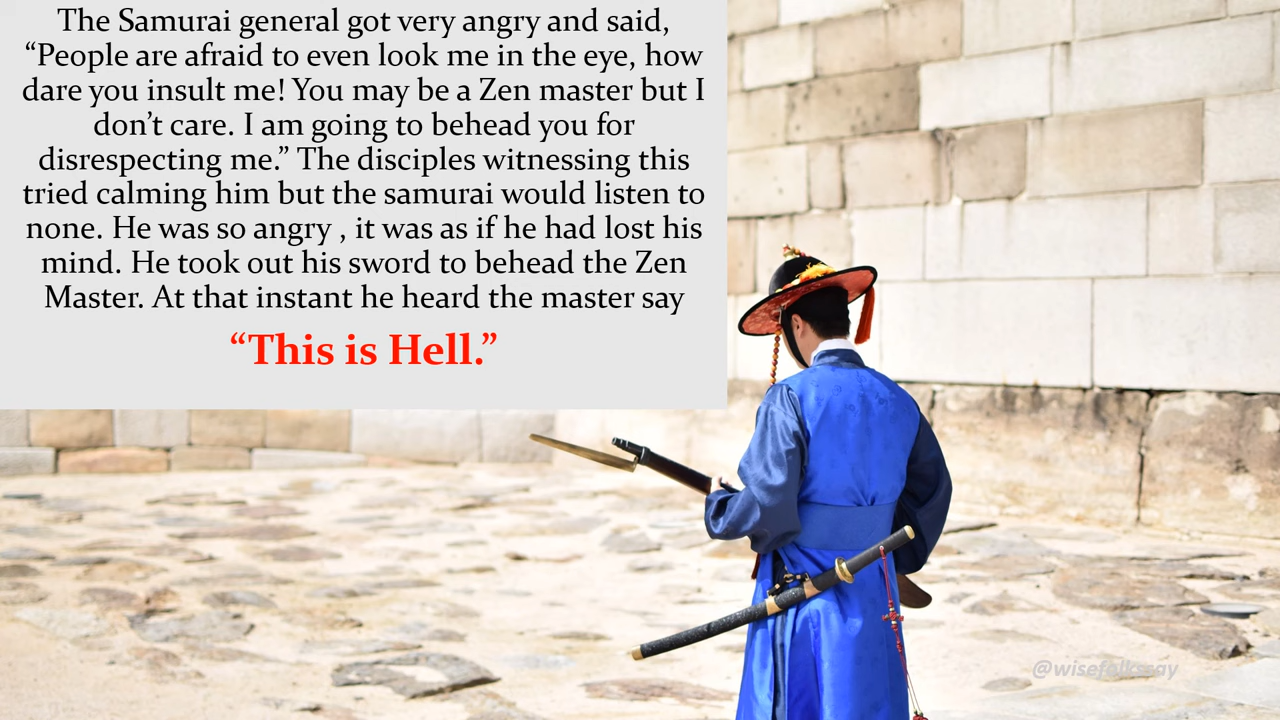 The Samurai general got very angry and said,
“People are afraid to even look me in the eye, how
dare you insult me! You may be a Zen master but I
don’t care. I am going to behead you for
disrespecting me.” The disciples witnessing this
tried calming him but the samurai would listen to
none. He was so angry , it was as if he had lost his
mind. He took out his sword to behead the Zen
Master. At that instant he heard the master say
“This is Hell.”
@wisefolkssay